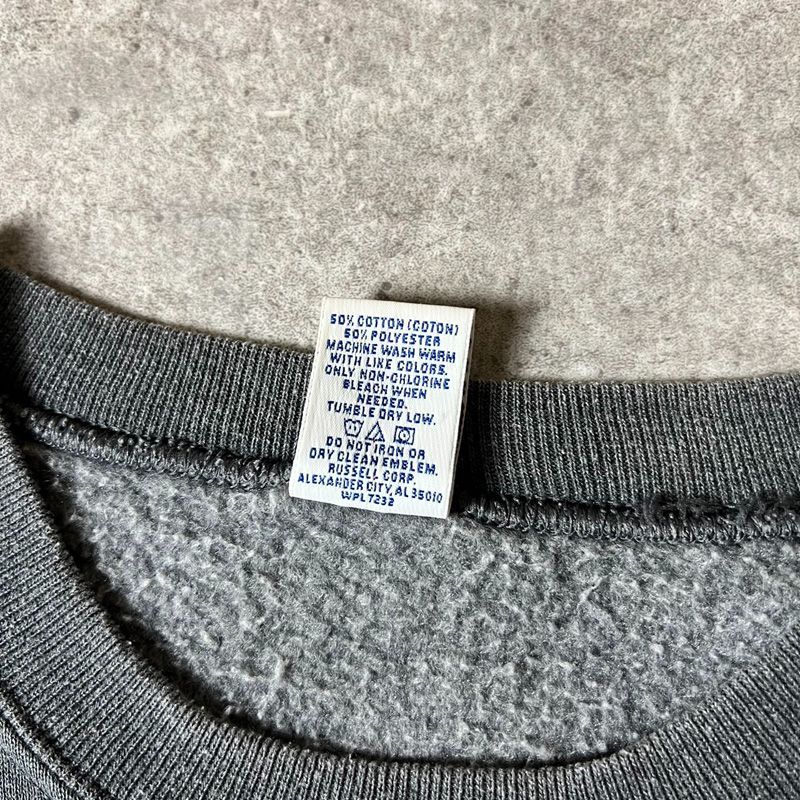 50% COTTON (COTON)
50% POLYESTER
MACHINE WASH WARM
WITH LIKE COLORS.
ONLY NON-CHLORINE
BLEACH WHEN
NEEDED.
TUMBLE DRY LOW.
DO NOT IRON OR
DRY CLEAN EMBLEM.
RUSSELL CORP.
ALEXANDER CITY, AL 35010
WPL7232